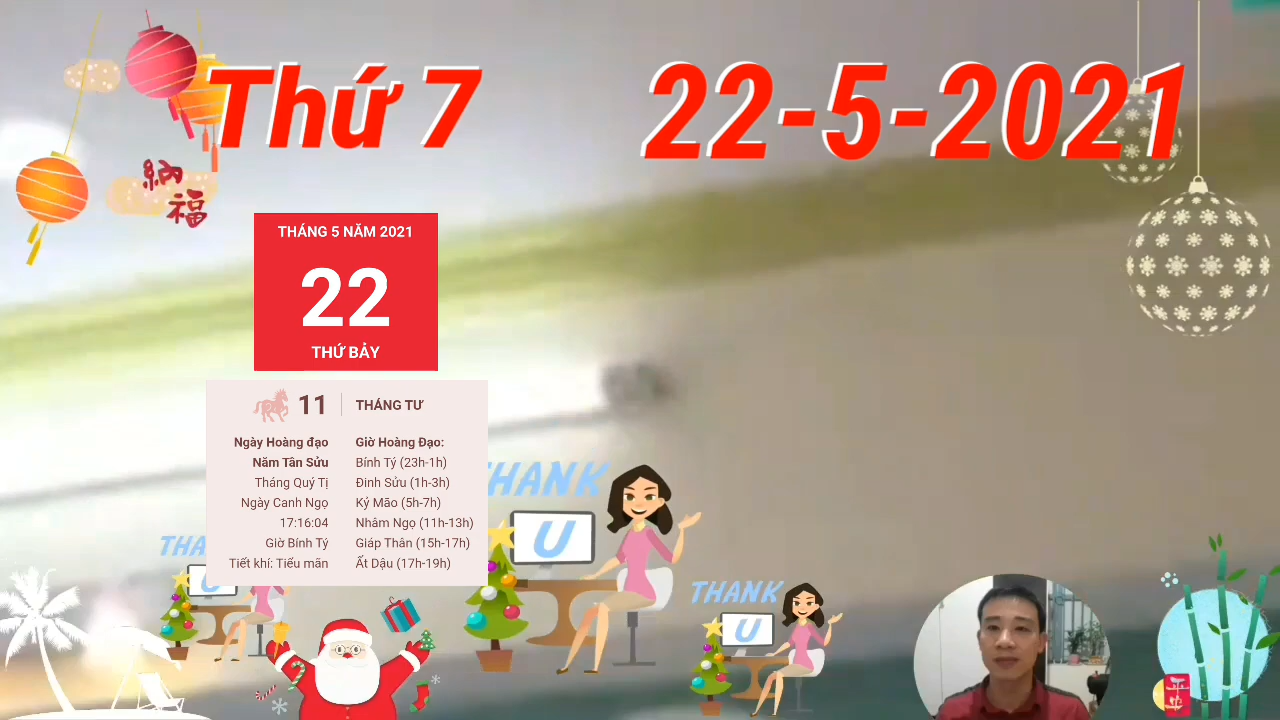 Thứ 7 22-5-2021
納
福
THÁNG 5 NĂM 2021
22
THỨ BẢY
11 THÁNG TƯ
Ngày Hoàng đạo
Năm Tân Sửu
Tháng Quý Tị
Ngày Canh Ngọ
17:16:04
Giờ Bính Tý
Tiết khí: Tiểu mãn
Giờ Hoàng Đạo:
Bính Tý (23h-1h)
Đinh Sửu (1h-3h)
Kỷ Mão (5h-7h)
Nhâm Ngọ (11h-13h)
Giáp Thân (15h-17h)
Ất Dậu (17h-19h)
THANK
U
THA
U
THANK
U